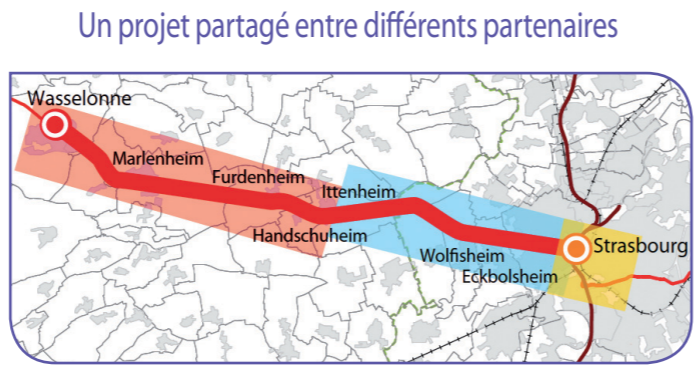 Un projet partagé entre différents partenaires
Wasselonne
Marlenheim
Furdenheim
Ittenheim
Handschuheim
Strasbourg
Wolfisheim
Eckbolsheim